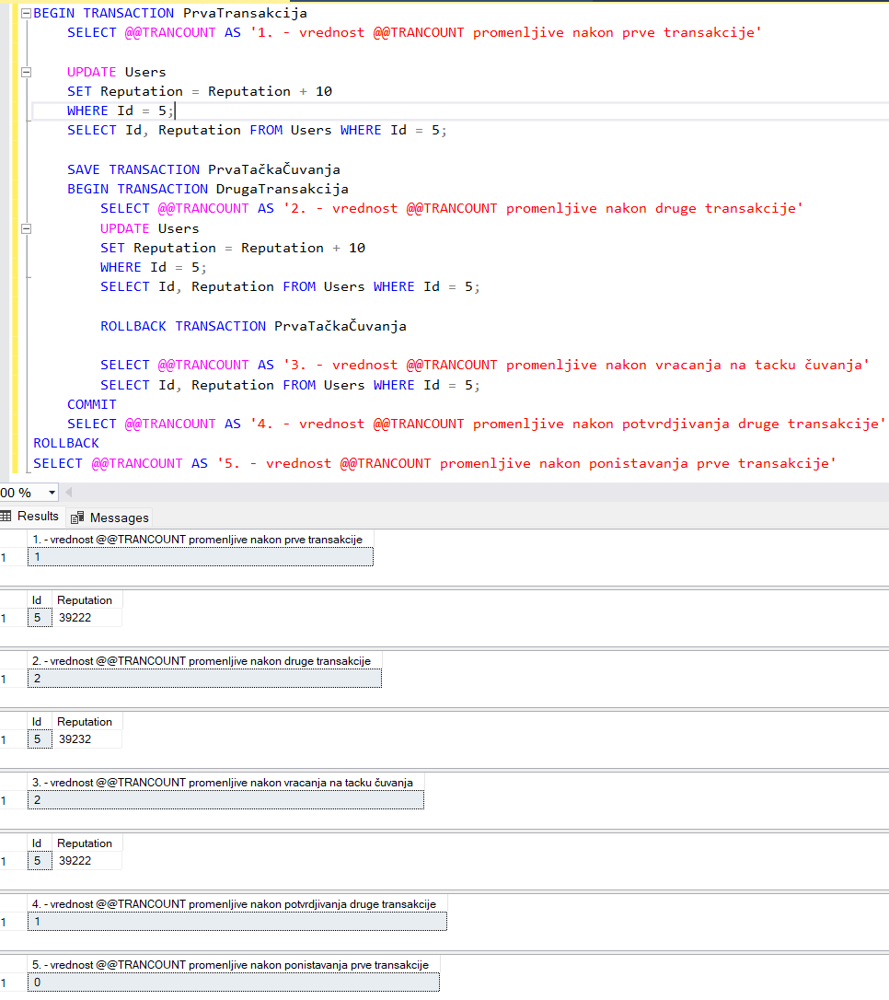 BEGIN TRANSACTION PrvaTransakcija
SELECT @@TRANCOUNT AS '1. - vrednost @@TRANCOUNT promenljive nakon prve transakcije'
UPDATE Users
SET Reputation = Reputation + 10
WHERE Id = 5;
SELECT Id, Reputation FROM Users WHERE Id = 5;
SAVE TRANSACTION PrvaTačkaČuvanja
BEGIN TRANSACTION DrugaTransakcija
SELECT @@TRANCOUNT AS '2. - vrednost @@TRANCOUNT promenljive nakon druge transakcije'
UPDATE Users
SET Reputation = Reputation + 10
WHERE Id = 5;
SELECT Id, Reputation FROM Users WHERE Id = 5;
ROLLBACK TRANSACTION PrvaTačkaČuvanja
SELECT @@TRANCOUNT AS '3. - vrednost @@TRANCOUNT promenljive nakon vracanja na tacku čuvanja'
SELECT Id, Reputation FROM Users WHERE Id = 5;
COMMIT
SELECT @@TRANCOUNT AS '4. - vrednost @@TRANCOUNT promenljive nakon potvrdjivanja druge transakcije'
ROLLBACK
SELECT @@TRANCOUNT AS '5. - vrednost @@TRANCOUNT promenljive nakon ponistavanja prve transakcije'
00 %
Results Messages
1. - vrednost @@TRANCOUNT promenljive nakon prve transakcije
1 1
Id Reputation
1 5 39222
2. - vrednost @@TRANCOUNT promenljive nakon druge transakcije
1 2
Id Reputation
1 5 39232
3. - vrednost @@TRANCOUNT promenljive nakon vracanja na tacku čuvanja
1 2
Id Reputation
1 5 39222
4. - vrednost @@TRANCOUNT promenljive nakon potvrdjivanja druge transakcije
1 1
5. - vrednost @@TRANCOUNT promenljive nakon ponistavanja prve transakcije
1 0